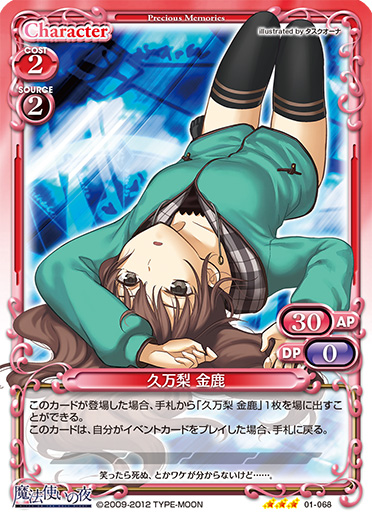 Precious Memories
Character
illustrated by タスクオーナ
COST
2
SOURCE
2
30 AP
DP 0
久万梨 金鹿
このカードが登場した場合、手札から「久万梨 金鹿」1枚を場に出すこ
とができる。
このカードは、自分がイベントカードをプレイした場合、手札に戻る。
笑ったら死ぬ、とかワケが分からないけど……。
魔法使いの夜
©2009-2012 TYPE-MOON
01-068